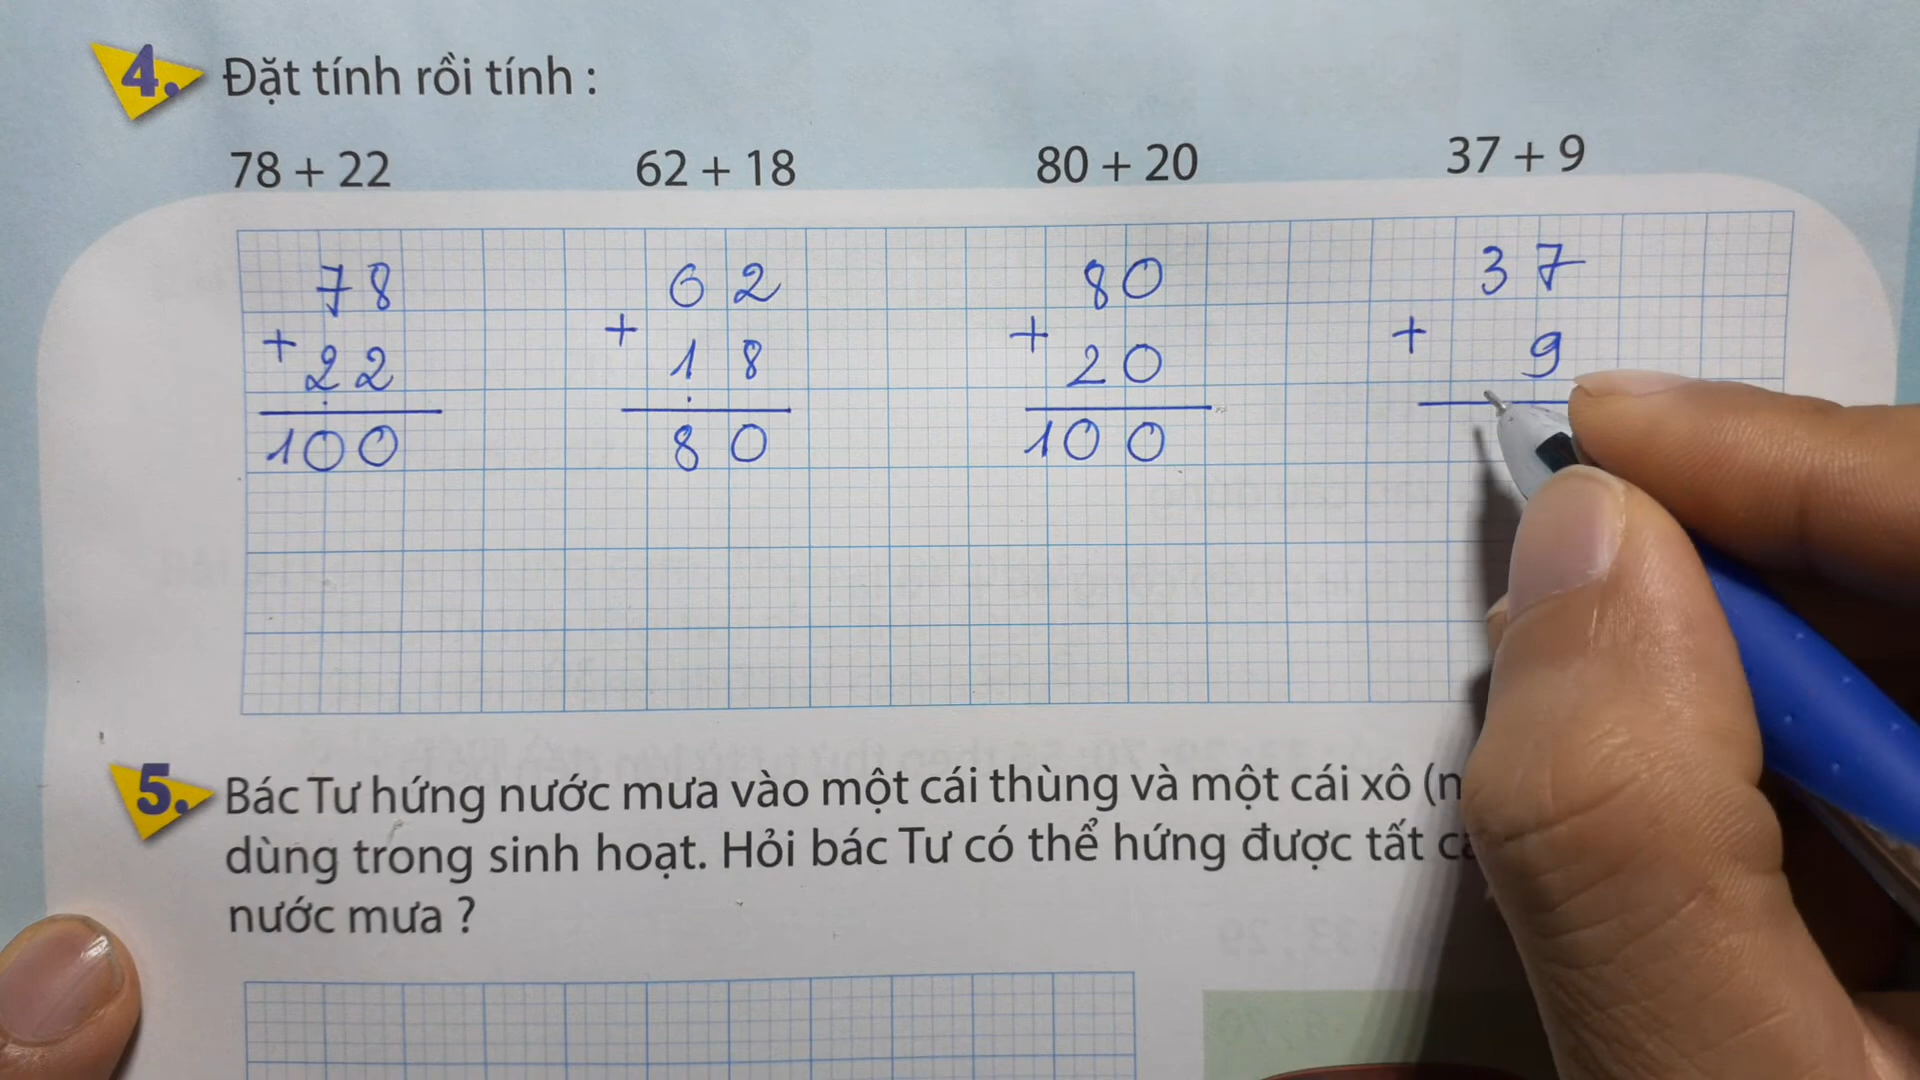 4. Đặt tính rồi tính :
78 + 22 62 + 18 80 + 20 37 + 9
78 62 80 37
+ + + +
22 18 20 9
100 80 100
5. Bác Tư hứng nước mưa vào một cái thùng và một cái xô (n
dùng trong sinh hoạt. Hỏi bác Tư có thể hứng được tất cả
nước mưa ?